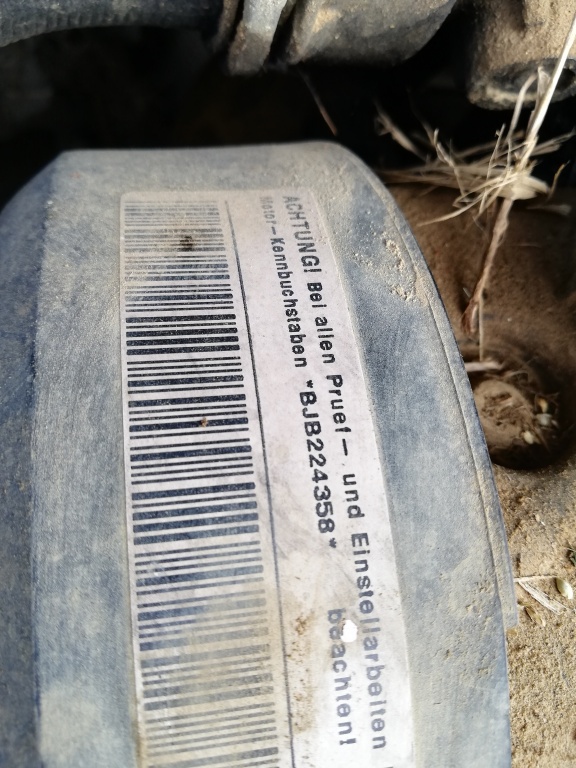 ACHTUNG! Bei allen Pruef- und Einstellarbeiten
Motor-Kennbuchstaben *BJB224358* beachten!